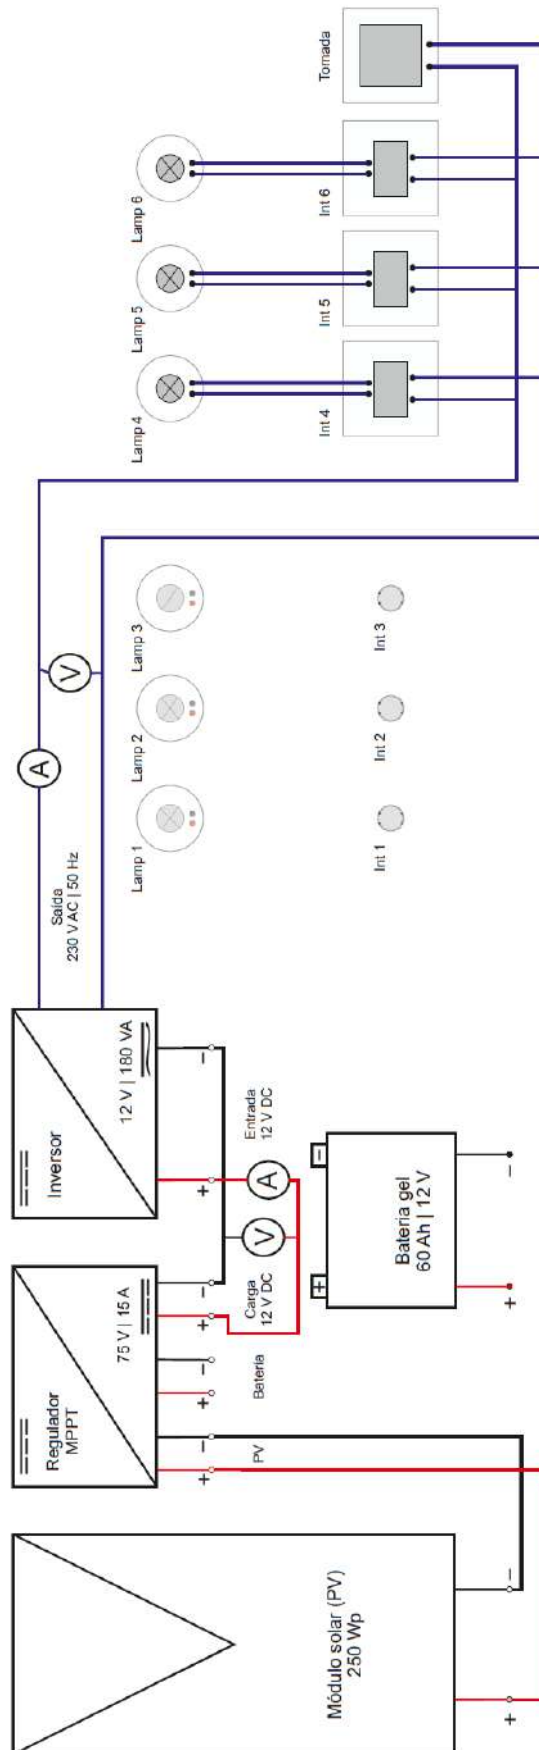 Módulo solar (PV)
250 Wp
+
–
Regulador
MPPT
75 V | 15 A
+
–
PV
+
–
Bateria
+
–
Carga
12 V DC
V
A
Inversor
12 V | 180 VA
+
–
Entrada
12 V DC
+
–
Bateria gel
60 Ah | 12 V
+
–
Saída
230 V AC | 50 Hz
A
V
Lamp 1
Lamp 2
Lamp 3
Int 1
Int 2
Int 3
Lamp 4
Lamp 5
Lamp 6
Int 4
Int 5
Int 6
Tomada